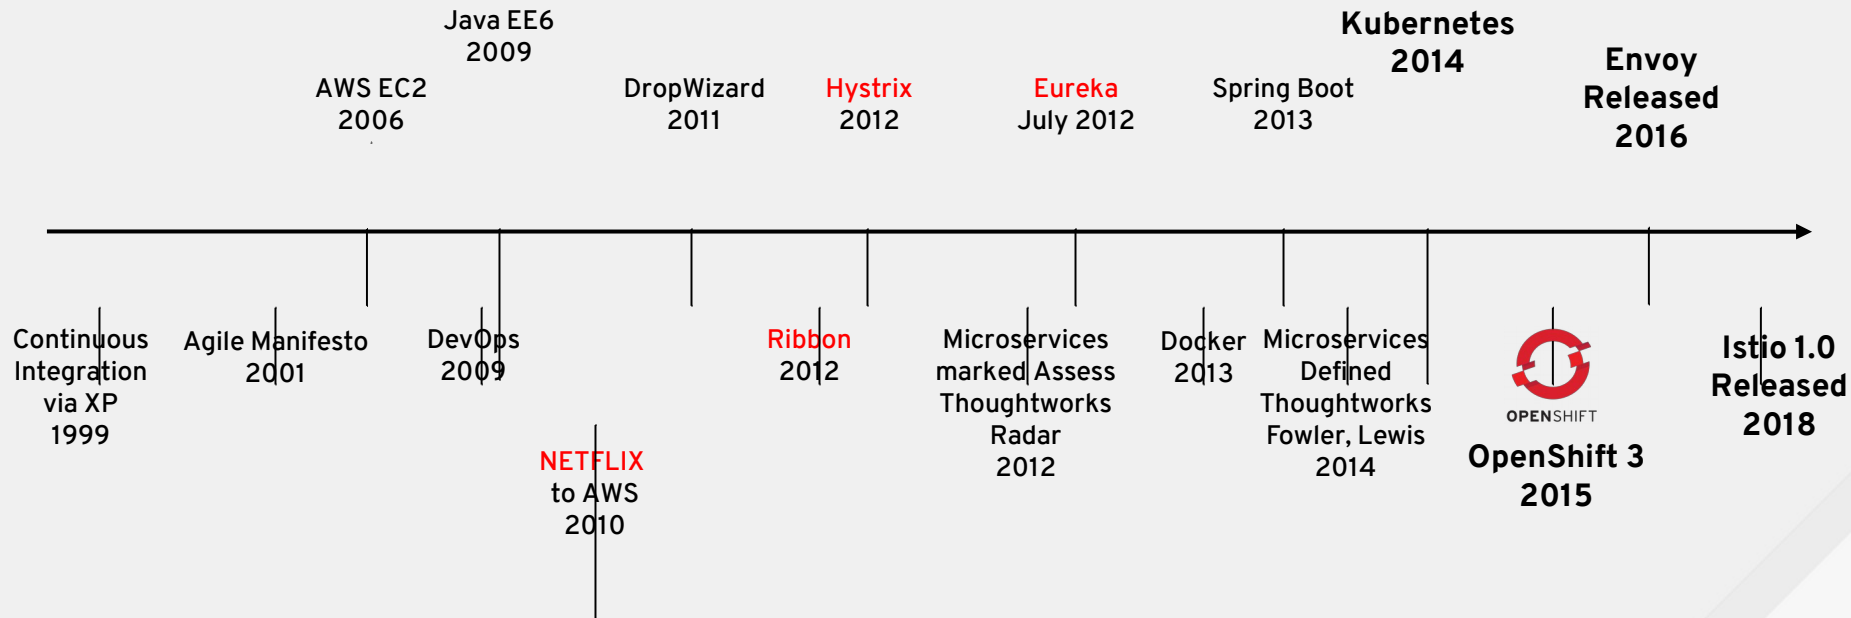 Java EE6
2009
Kubernetes
2014
AWS EC2
2006
DropWizard
2011
Hystrix
2012
Eureka
July 2012
Spring Boot
2013
Envoy
Released
2016
Continuous
Integration
via XP
1999
Agile Manifesto
2001
DevOps
2009
NETFLIX
to AWS
2010
Ribbon
2012
Microservices
marked Assess
Thoughtworks
Radar
2012
Docker
2013
Microservices
Defined
Thoughtworks
Fowler, Lewis
2014
OPENSHIFT
OpenShift 3
2015
Istio 1.0
Released
2018